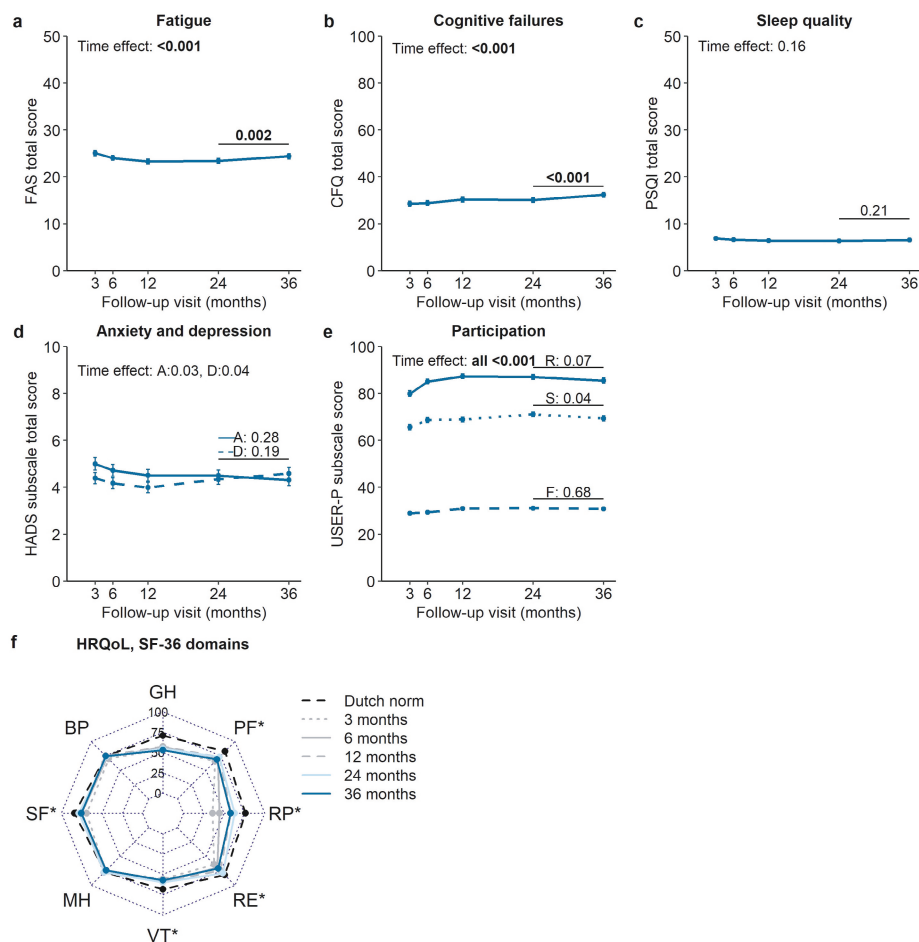 a Fatigue
50
40
30
20
10
0
FAS total score
Time effect: <0.001
0.002
3 6 12 24 36
Follow-up visit (months)
b Cognitive failures
100
80
60
40
20
0
CFQ total score
Time effect: <0.001
<0.001
3 6 12 24 36
Follow-up visit (months)
c Sleep quality
50
40
30
20
10
0
PSQI total score
Time effect: 0.16
0.21
3 6 12 24 36
Follow-up visit (months)
d Anxiety and depression
10
8
6
4
2
0
HADS subscale total score
Time effect: A:0.03, D:0.04
A: 0.28
D: 0.19
3 6 12 24 36
Follow-up visit (months)
e Participation
100
80
60
40
20
0
USER-P subscale score
Time effect: all <0.001
R: 0.07
S: 0.04
F: 0.68
3 6 12 24 36
Follow-up visit (months)
f HRQoL, SF-36 domains
GH
PF*
RP*
RE*
VT*
MH
SF*
BP
100
75
50
25
0
Dutch norm
3 months
6 months
12 months
24 months
36 months